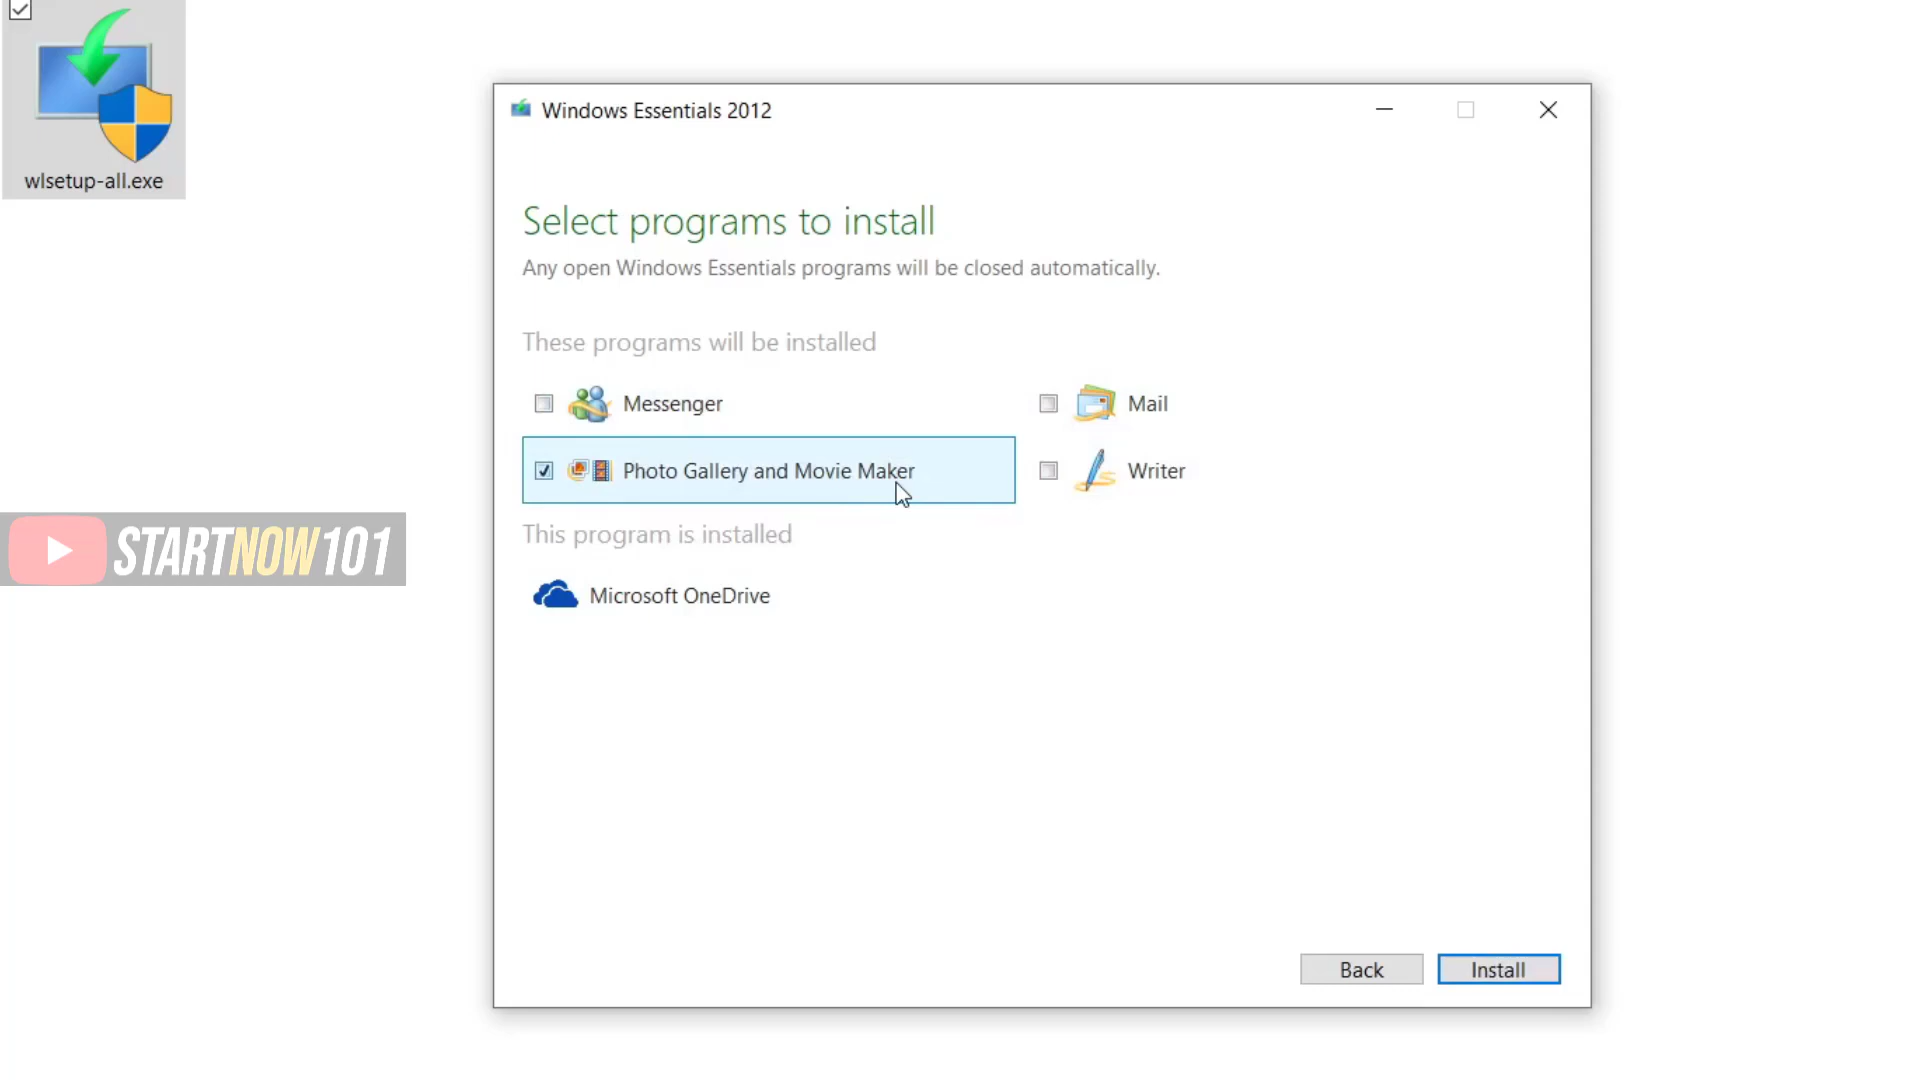 wlsetup-all.exe
Windows Essentials 2012
Select programs to install
Any open Windows Essentials programs will be closed automatically.
These programs will be installed
Messenger
Mail
Photo Gallery and Movie Maker
Writer
This program is installed
STARTNOW101
Microsoft OneDrive
Back
Install